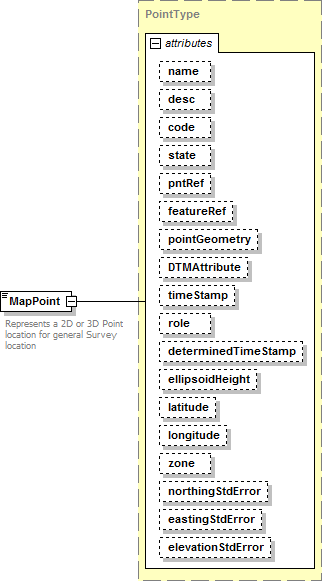 PointType
attributes
name
desc
code
state
pntRef
featureRef
pointGeometry
DTMAttribute
timeStamp
role
determinedTimeStamp
ellipsoidHeight
latitude
longitude
zone
northingStdError
eastingStdError
elevationStdError
MapPoint
Represents a 2D or 3D Point
location for general Survey
location